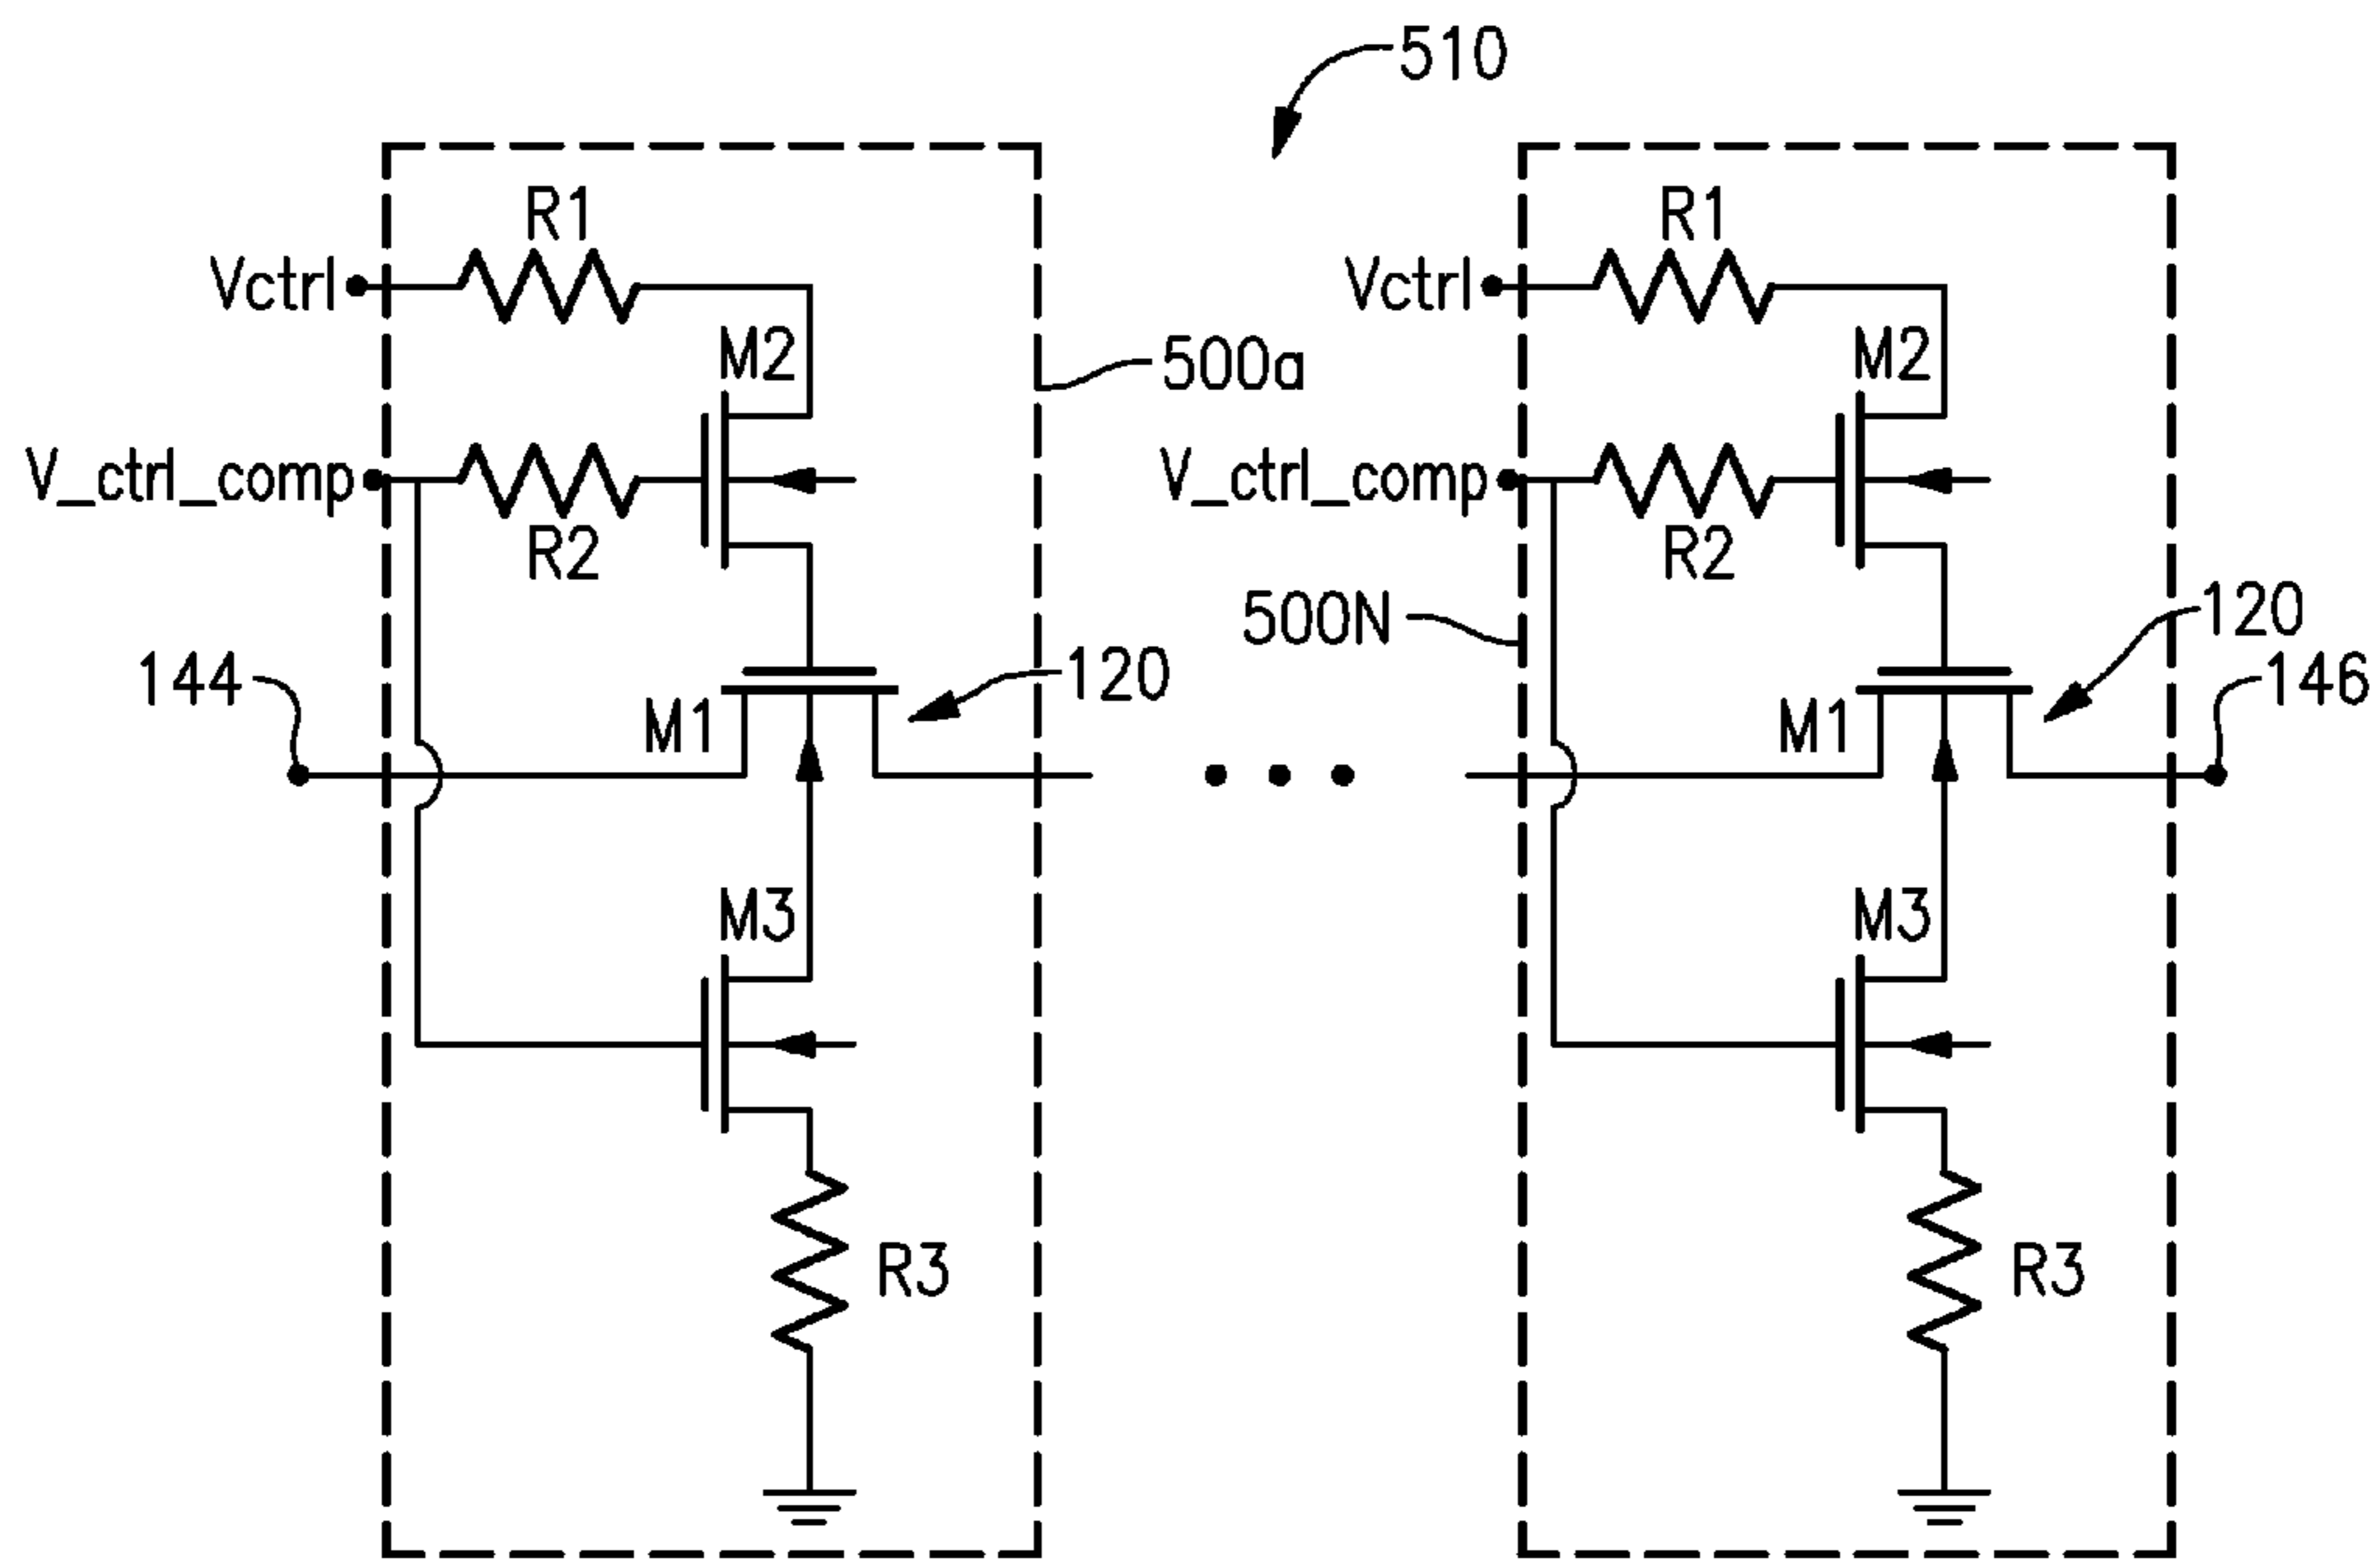 510
R1
R1
Vctrl
Vctrl
M2
M2
500a
V_ctrl_comp
V_ctrl_comp
R2
R2
500N
120
120
144
146
M1
M1
M3
M3
R3
R3